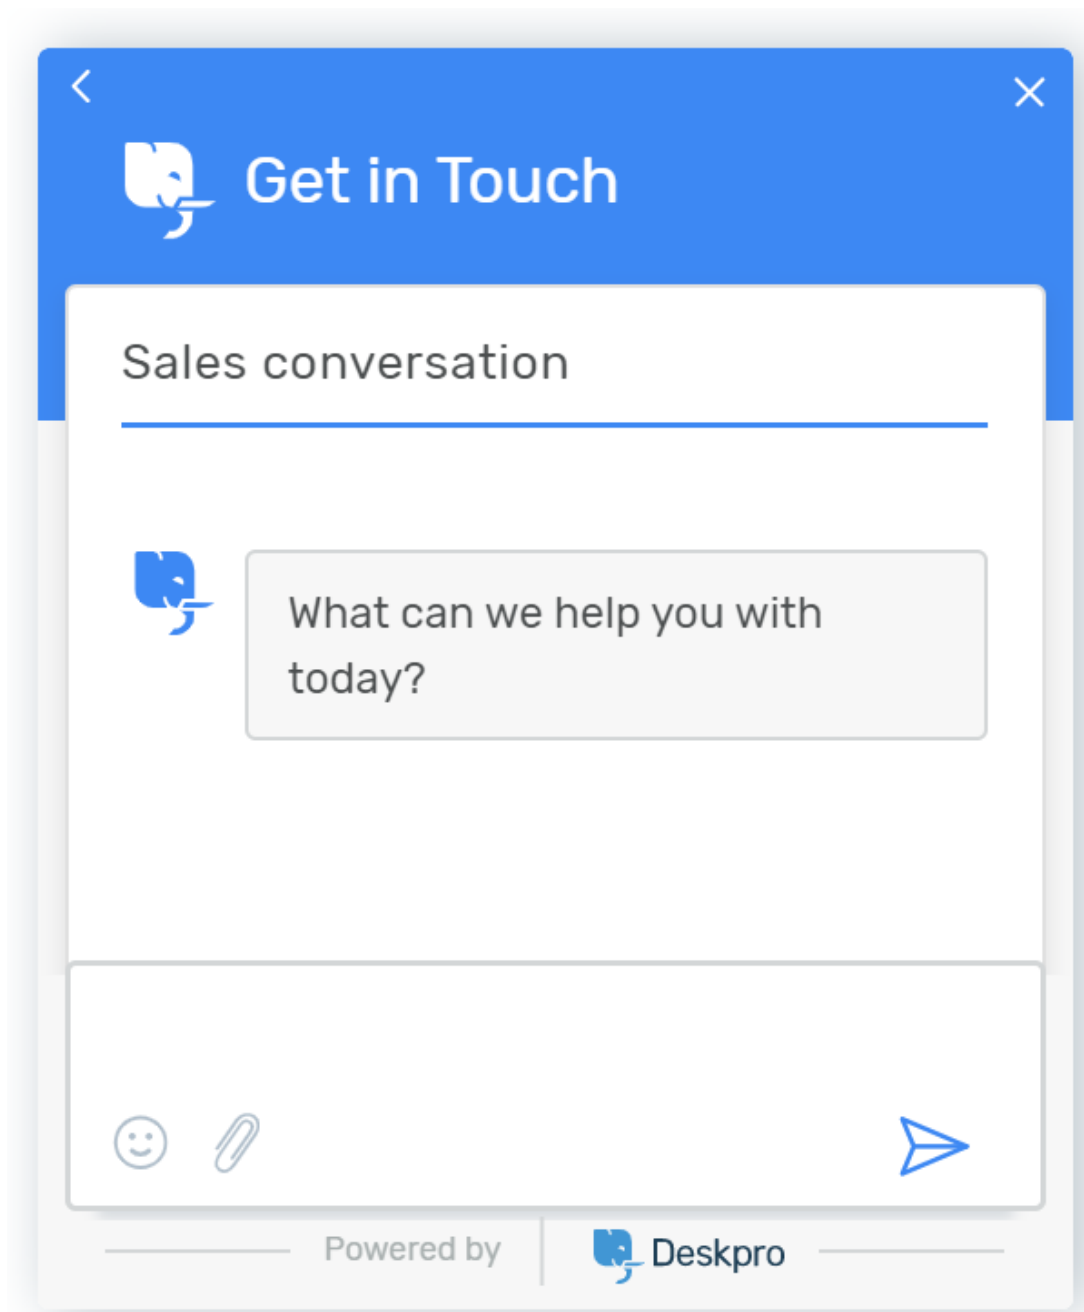 Get in Touch
Sales conversation
What can we help you with
today?
Powered by
Deskpro